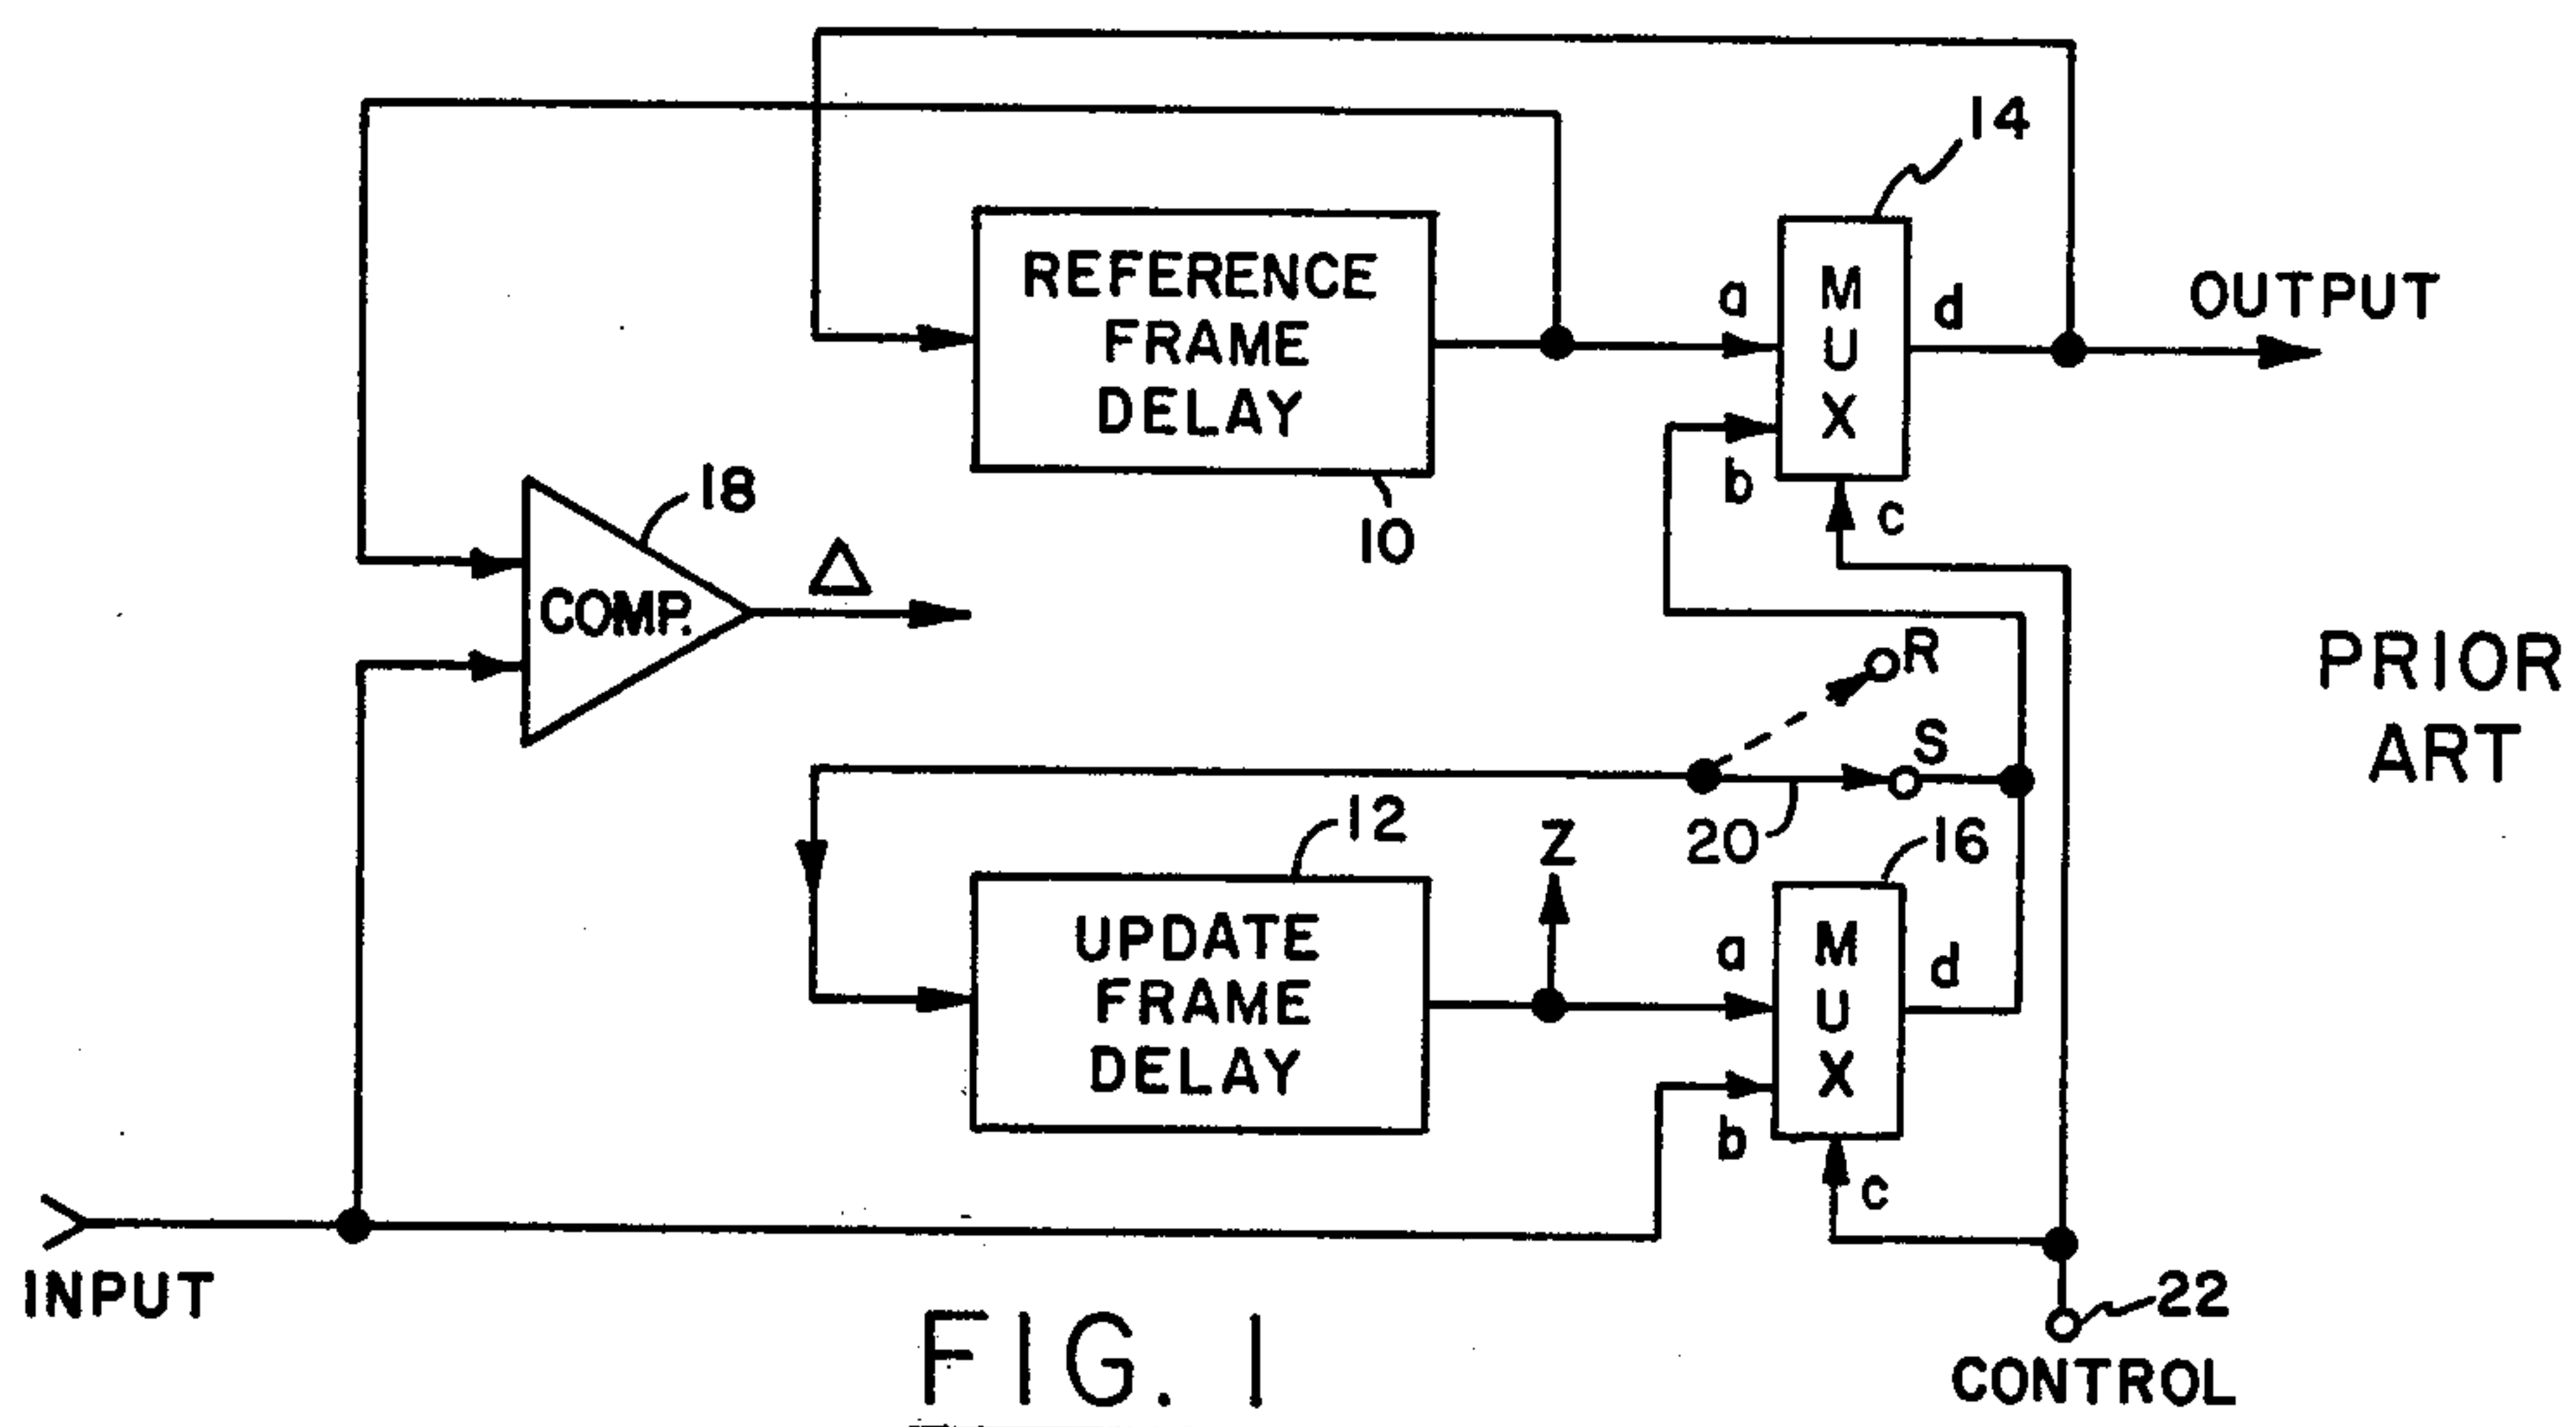 14
REFERENCE
FRAME
DELAY
10
a
b
c
d
M
U
X
OUTPUT
18
COMP.
Δ
PRIOR
ART
R
S
20
12
UPDATE
FRAME
DELAY
Z
16
a
b
c
d
M
U
X
INPUT
22
CONTROL
FIG. 1